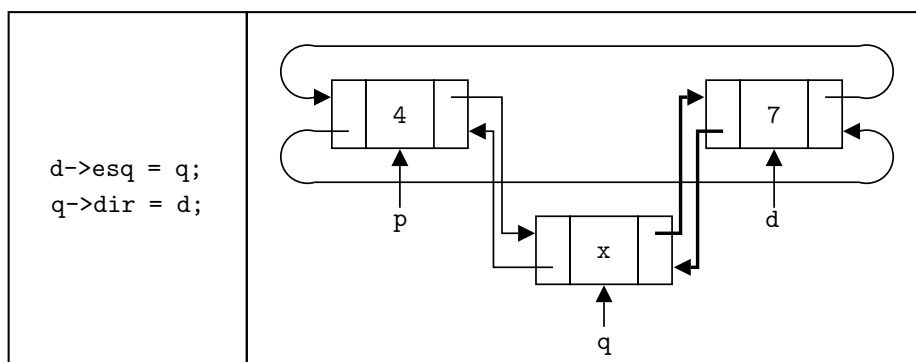 d->esq = q;
q->dir = d;
4
7
p
d
x
q